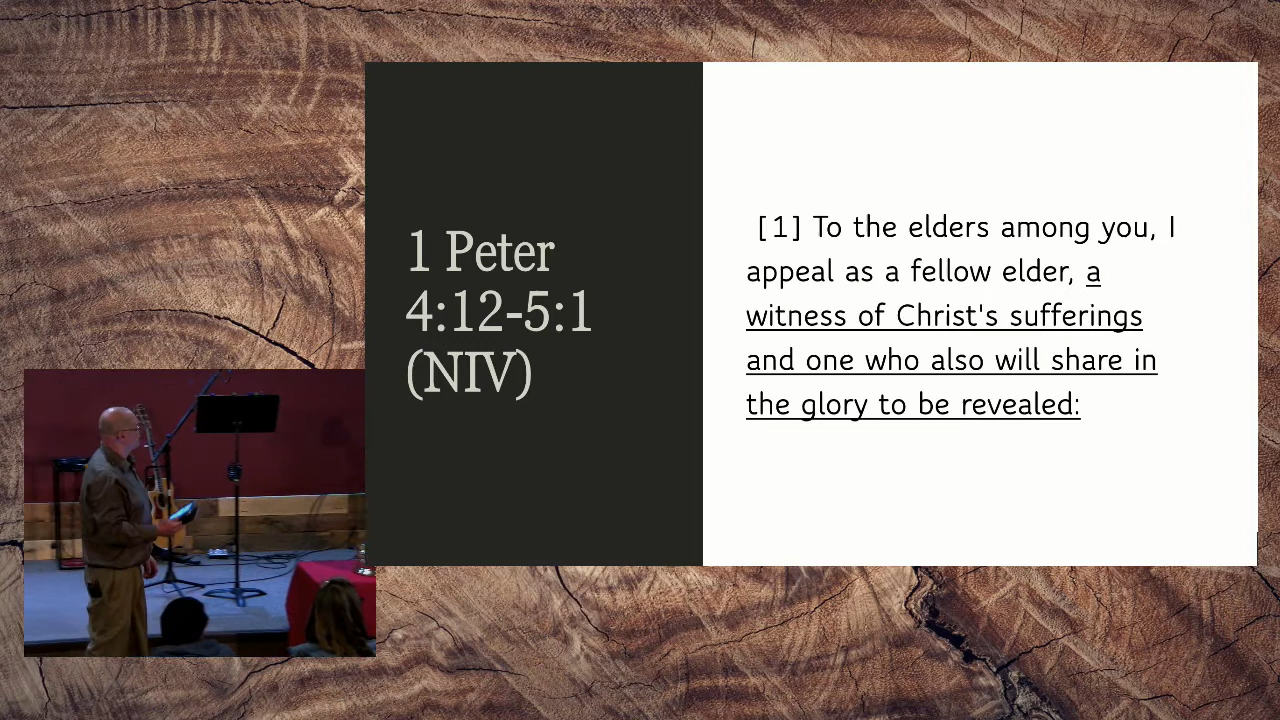 1 Peter
4:12-5:1
(NIV)
[1] To the elders among you, I
appeal as a fellow elder, a
witness of Christ's sufferings
and one who also will share in
the glory to be revealed: